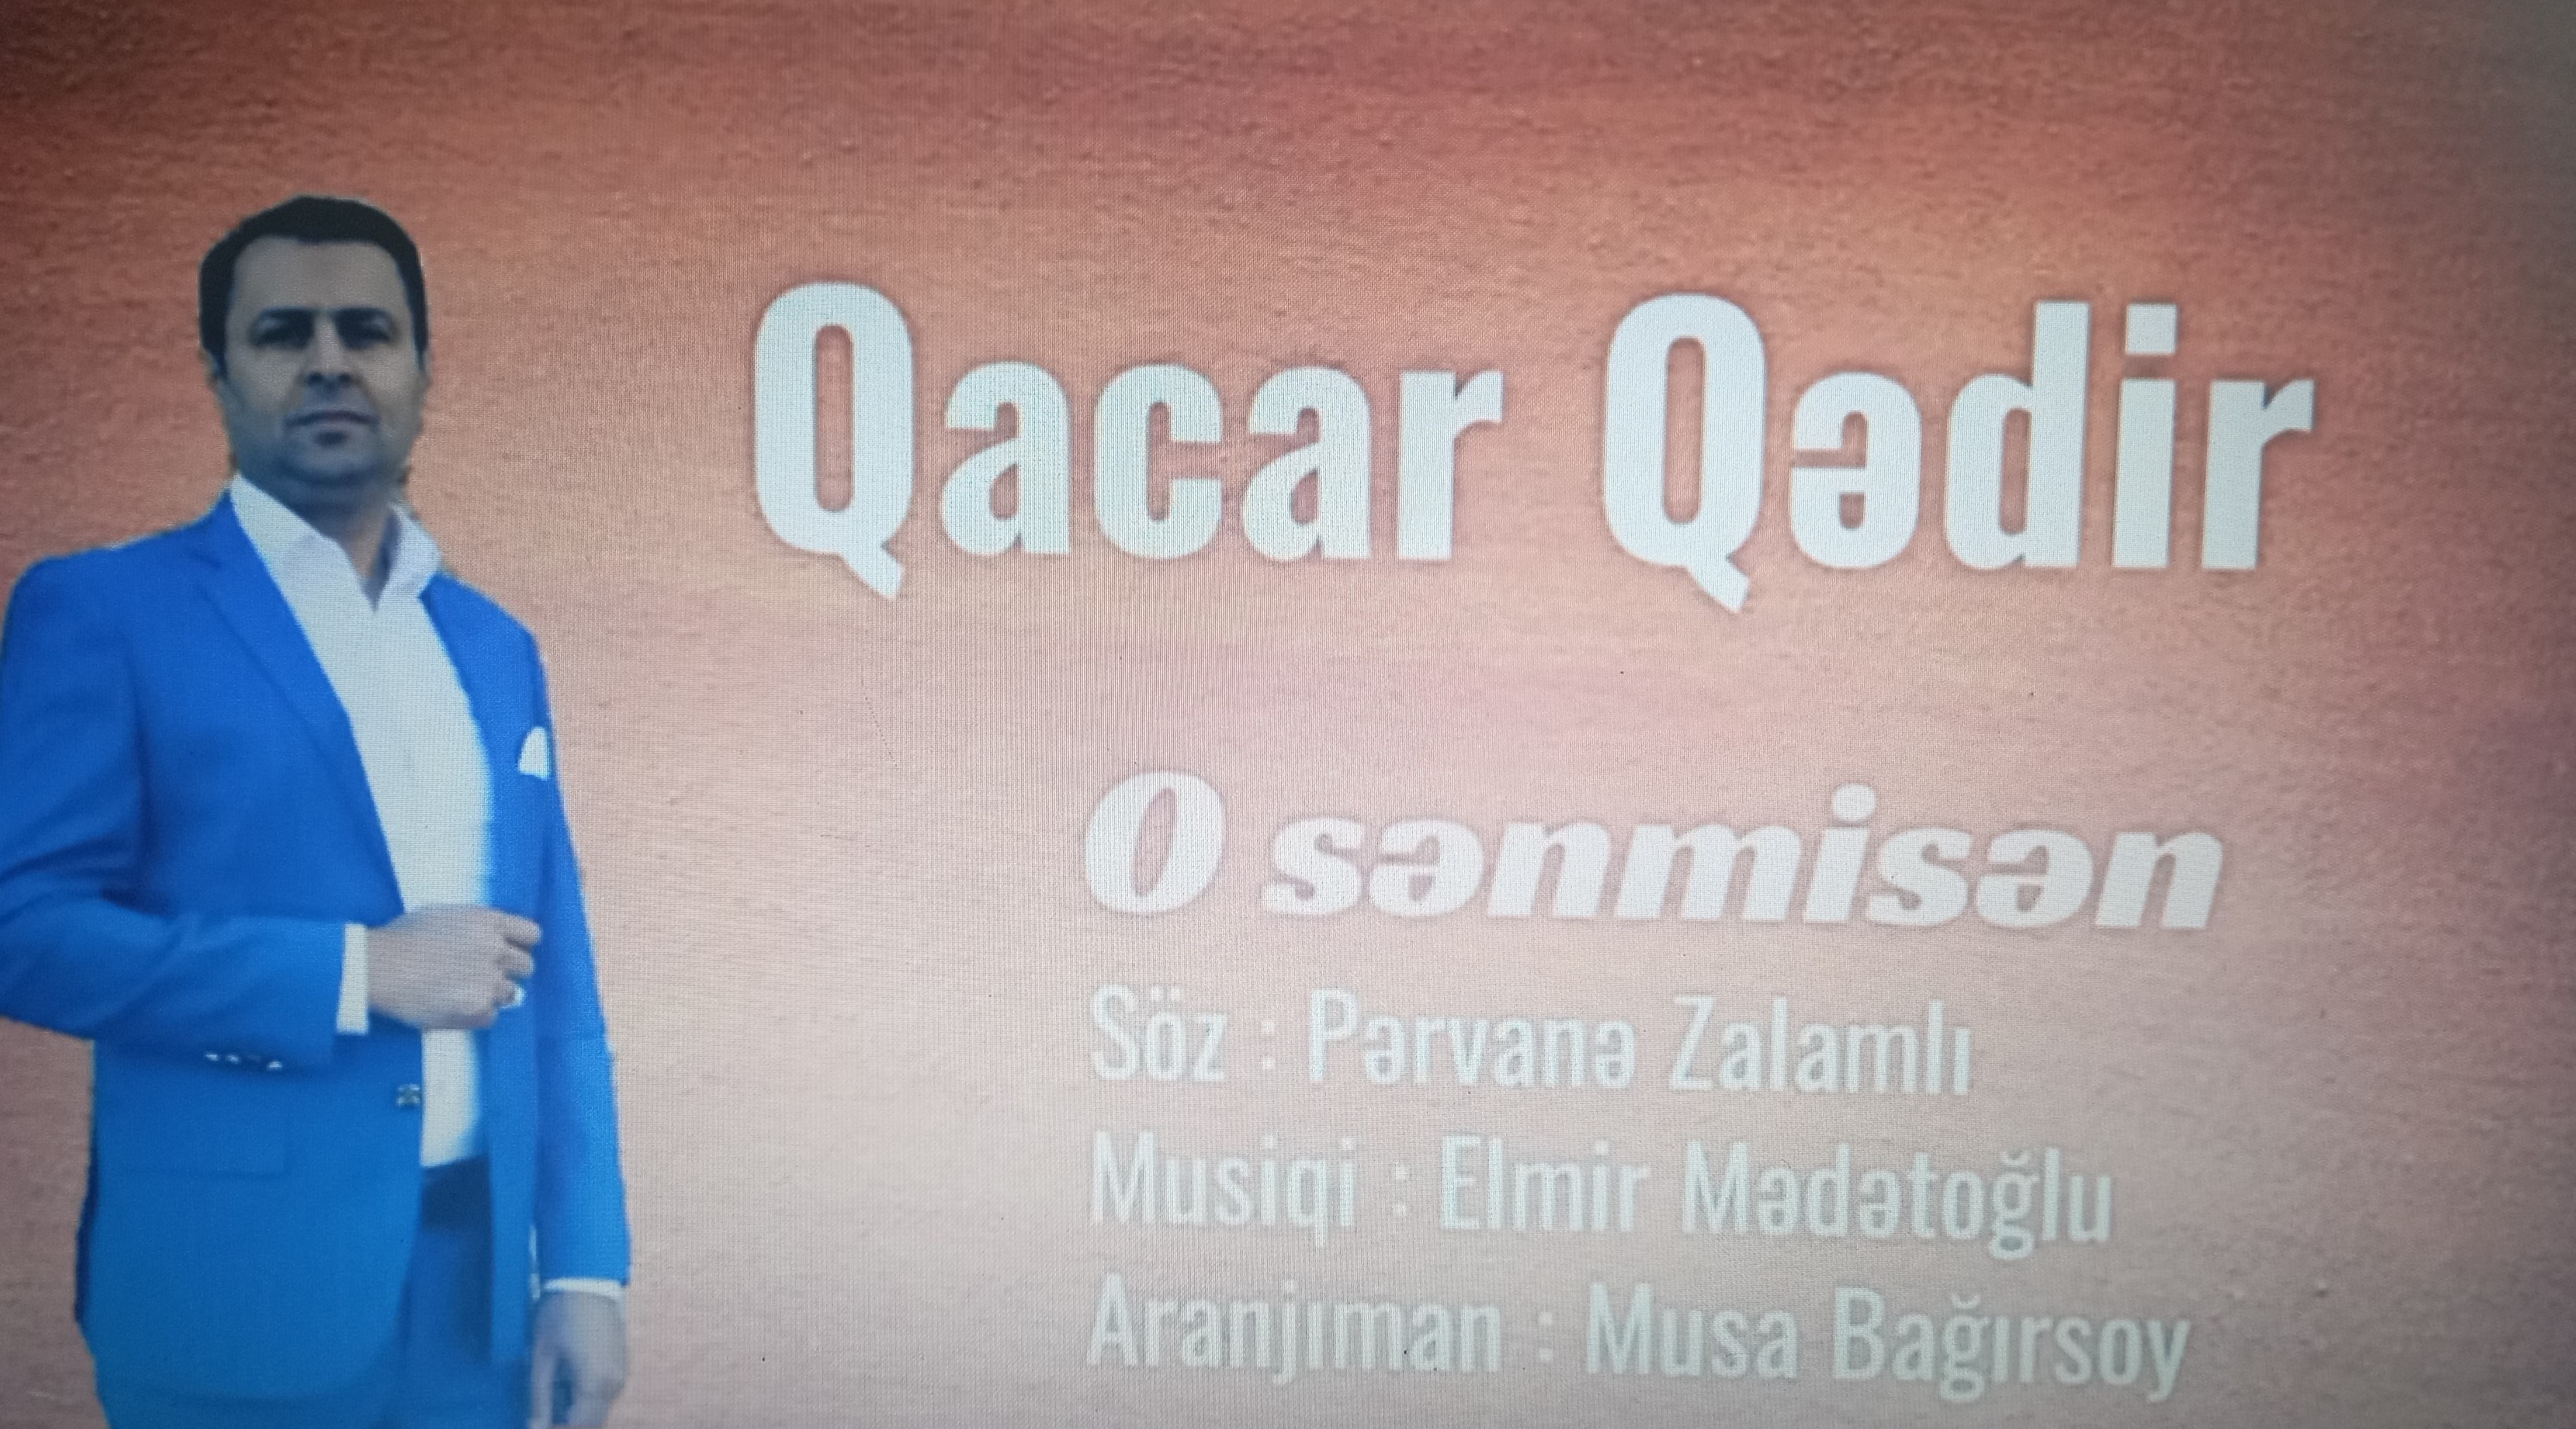 Qacar Qədir
O sənmisən
Söz : Pərvanə Zalamlı
Musiqi : Elmir Mədətoğlu
Aranjıman : Musa Bağırsoy